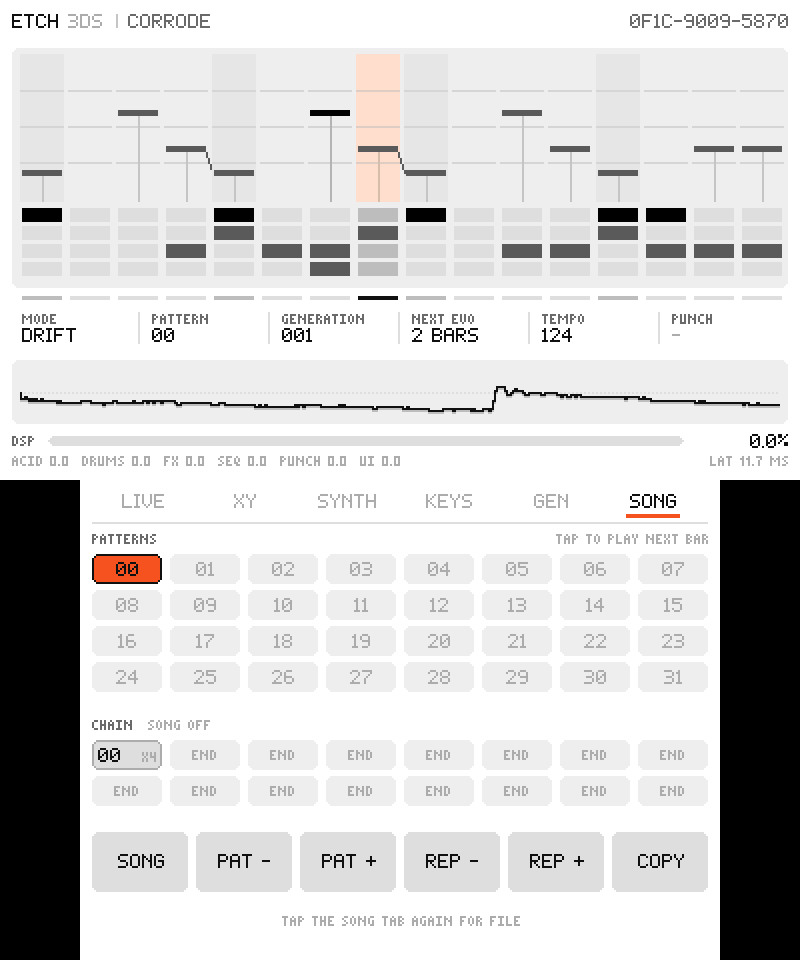 ETCH 3DS | CORRODE 0F1C-9009-5870
MODE PATTERN GENERATION NEXT EVO TEMPO PUNCH
DRIFT 00 001 2 BARS 124 -
DSP 0.0%
ACID 0.0 DRUMS 0.0 FX 0.0 SEQ 0.0 PUNCH 0.0 UI 0.0 LAT 11.7 MS
LIVE XY SYNTH KEYS GEN SONG
PATTERNS TAP TO PLAY NEXT BAR
00 01 02 03 04 05 06 07
08 09 10 11 12 13 14 15
16 17 18 19 20 21 22 23
24 25 26 27 28 29 30 31
CHAIN SONG OFF
00 X4 END END END END END END END
END END END END END END END END
SONG PAT - PAT + REP - REP + COPY
TAP THE SONG TAB AGAIN FOR FILE